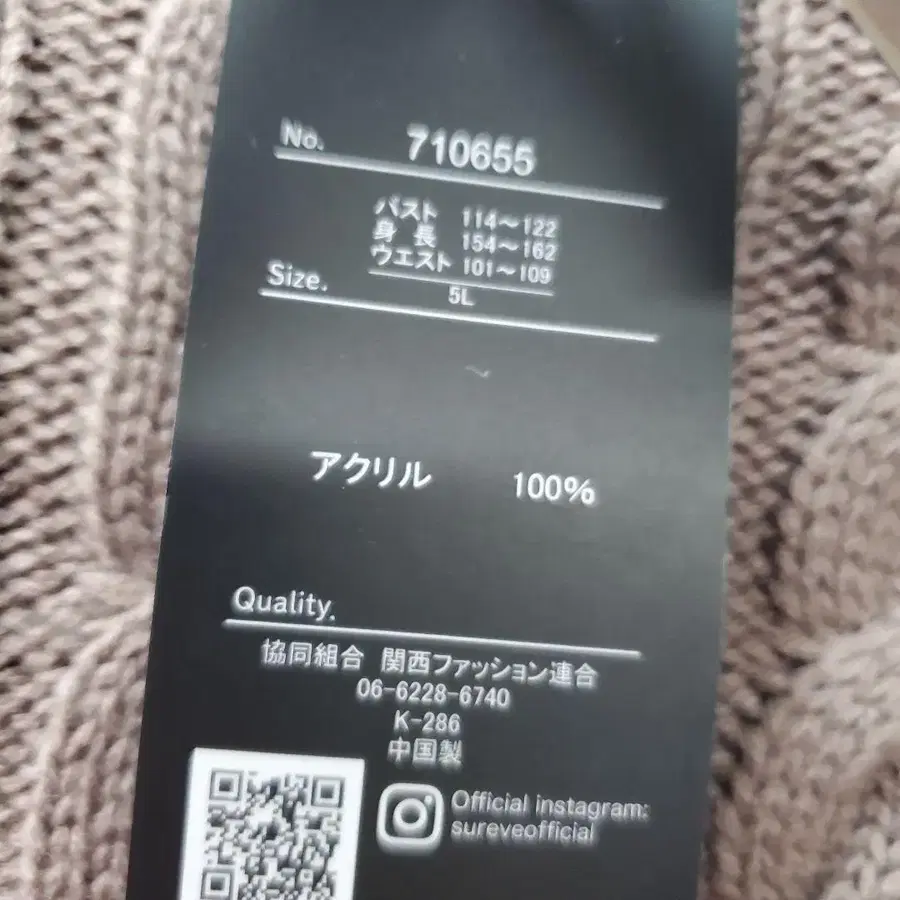 No. 710655
バスト 114～122
身長 154～162
ウエスト 101～109
Size. 5L
アクリル 100%
Quality.
協同組合 関西ファッション連合
06-6228-6740
K-286
中国製
Official instagram:
sureveofficial